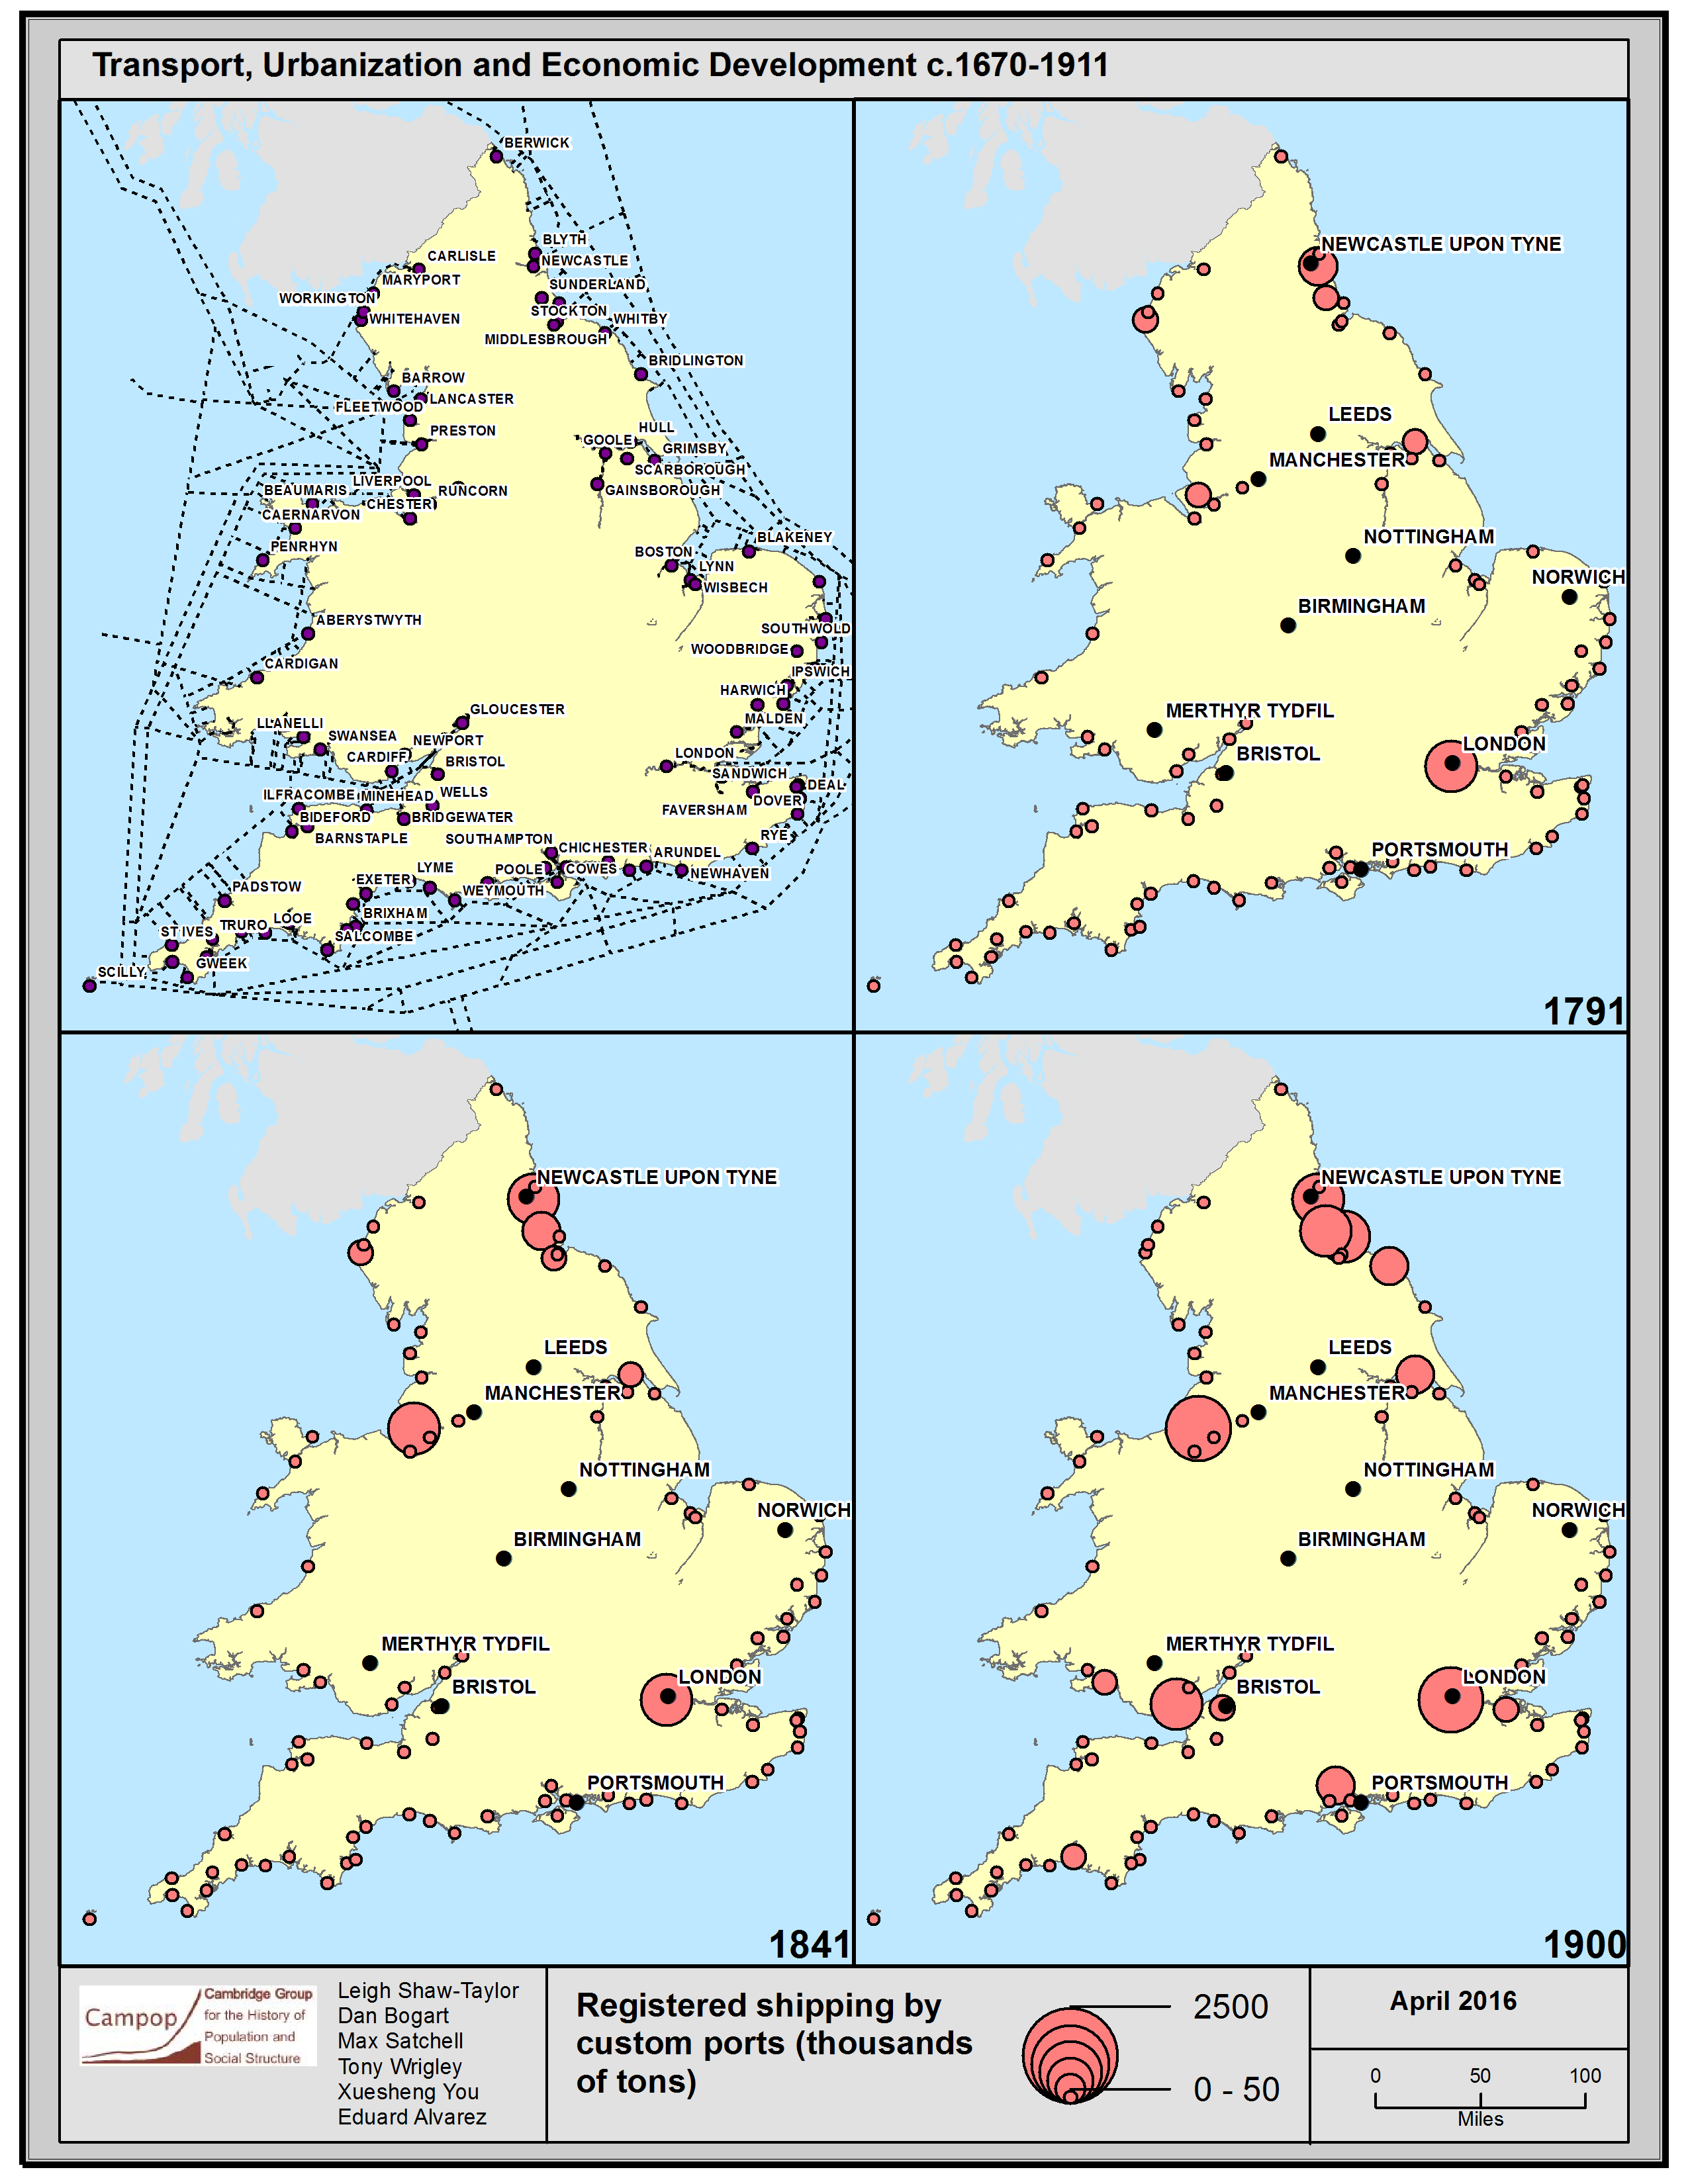 Transport, Urbanization and Economic Development c.1670-1911
BERWICK
BLYTH
NEWCASTLE
CARLISLE
MARYPORT
SUNDERLAND
WORKINGTON
STOCKTON
WHITEHAVEN
WHITBY
MIDDLESBROUGH
BRIDLINGTON
BARROW
LANCASTER
FLEETWOOD
PRESTON
HULL
GOOLE
GRIMSBY
SCARBOROUGH
LIVERPOOL
BEAUMARIS
RUNCORN
GAINSBOROUGH
CHESTER
CAERNARVON
BLAKENEY
PENRHYN
BOSTON
LYNN
WISBECH
ABERYSTWYTH
SOUTHWOLD
WOODBRIDGE
CARDIGAN
IPSWICH
HARWICH
GLOUCESTER
MALDEN
LLANELLI
SWANSEA
NEWPORT
CARDIFF
BRISTOL
LONDON
SANDWICH
DEAL
ILFRACOMBE
MINEHEAD
WELLS
DOVER
FAVERSHAM
BIDEFORD
BRIDGEWATER
BARNSTAPLE
SOUTHAMPTON
RYE
CHICHESTER
ARUNDEL
LYME
POOLE
COWES
NEWHAVEN
EXETER
WEYMOUTH
PADSTOW
BRIXHAM
LOOE
TRURO
ST IVES
SALCOMBE
GWEEK
SCILLY
NEWCASTLE UPON TYNE
LEEDS
MANCHESTER
NOTTINGHAM
NORWICH
BIRMINGHAM
MERTHYR TYDFIL
LONDON
BRISTOL
PORTSMOUTH
1791
NEWCASTLE UPON TYNE
LEEDS
MANCHESTER
NOTTINGHAM
NORWICH
BIRMINGHAM
MERTHYR TYDFIL
LONDON
BRISTOL
PORTSMOUTH
1841
NEWCASTLE UPON TYNE
LEEDS
MANCHESTER
NOTTINGHAM
NORWICH
BIRMINGHAM
MERTHYR TYDFIL
LONDON
BRISTOL
PORTSMOUTH
1900
Campop
Cambridge Group
for the History of
Population and
Social Structure
Leigh Shaw-Taylor
Dan Bogart
Max Satchell
Tony Wrigley
Xuesheng You
Eduard Alvarez
Registered shipping by
custom ports (thousands
of tons)
2500
0 - 50
April 2016
0 50 100
Miles